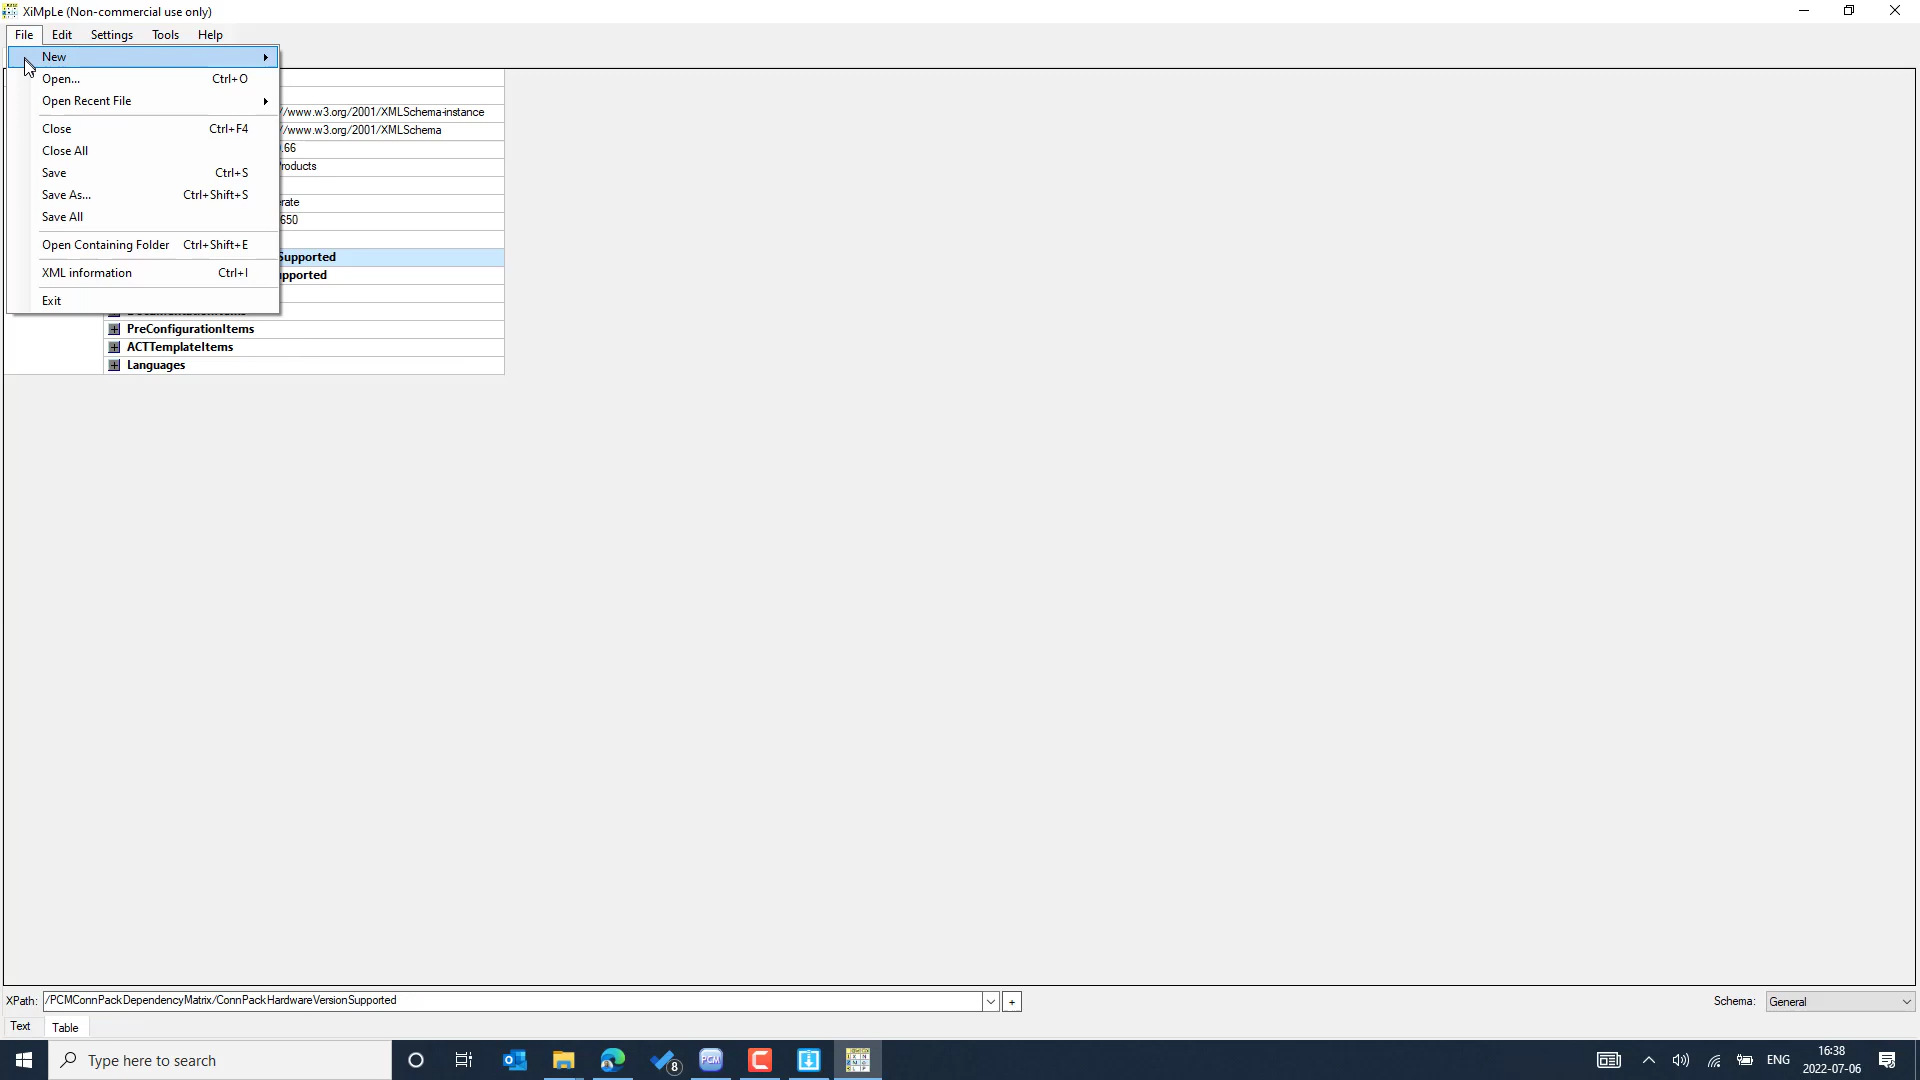 XiMpLe (Non-commercial use only)
File Edit Settings Tools Help
New
Open... Ctrl+O
Open Recent File
//www.w3.org/2001/XMLSchema-instance
Close Ctrl+F4
//www.w3.org/2001/XMLSchema
Close All
.66
roducts
Save Ctrl+S
Save As... Ctrl+Shift+S
erate
Save All
650
Open Containing Folder Ctrl+Shift+E
Supported
XML information Ctrl+I
pported
Exit
PreConfigurationItems
ACTTemplateItems
Languages
XPath: /PCMConnPackDependencyMatrix/ConnPackHardwareVersionSupported + Schema: General
Text Table
Type here to search
8
PCM
ENG
16:38
2022-07-06